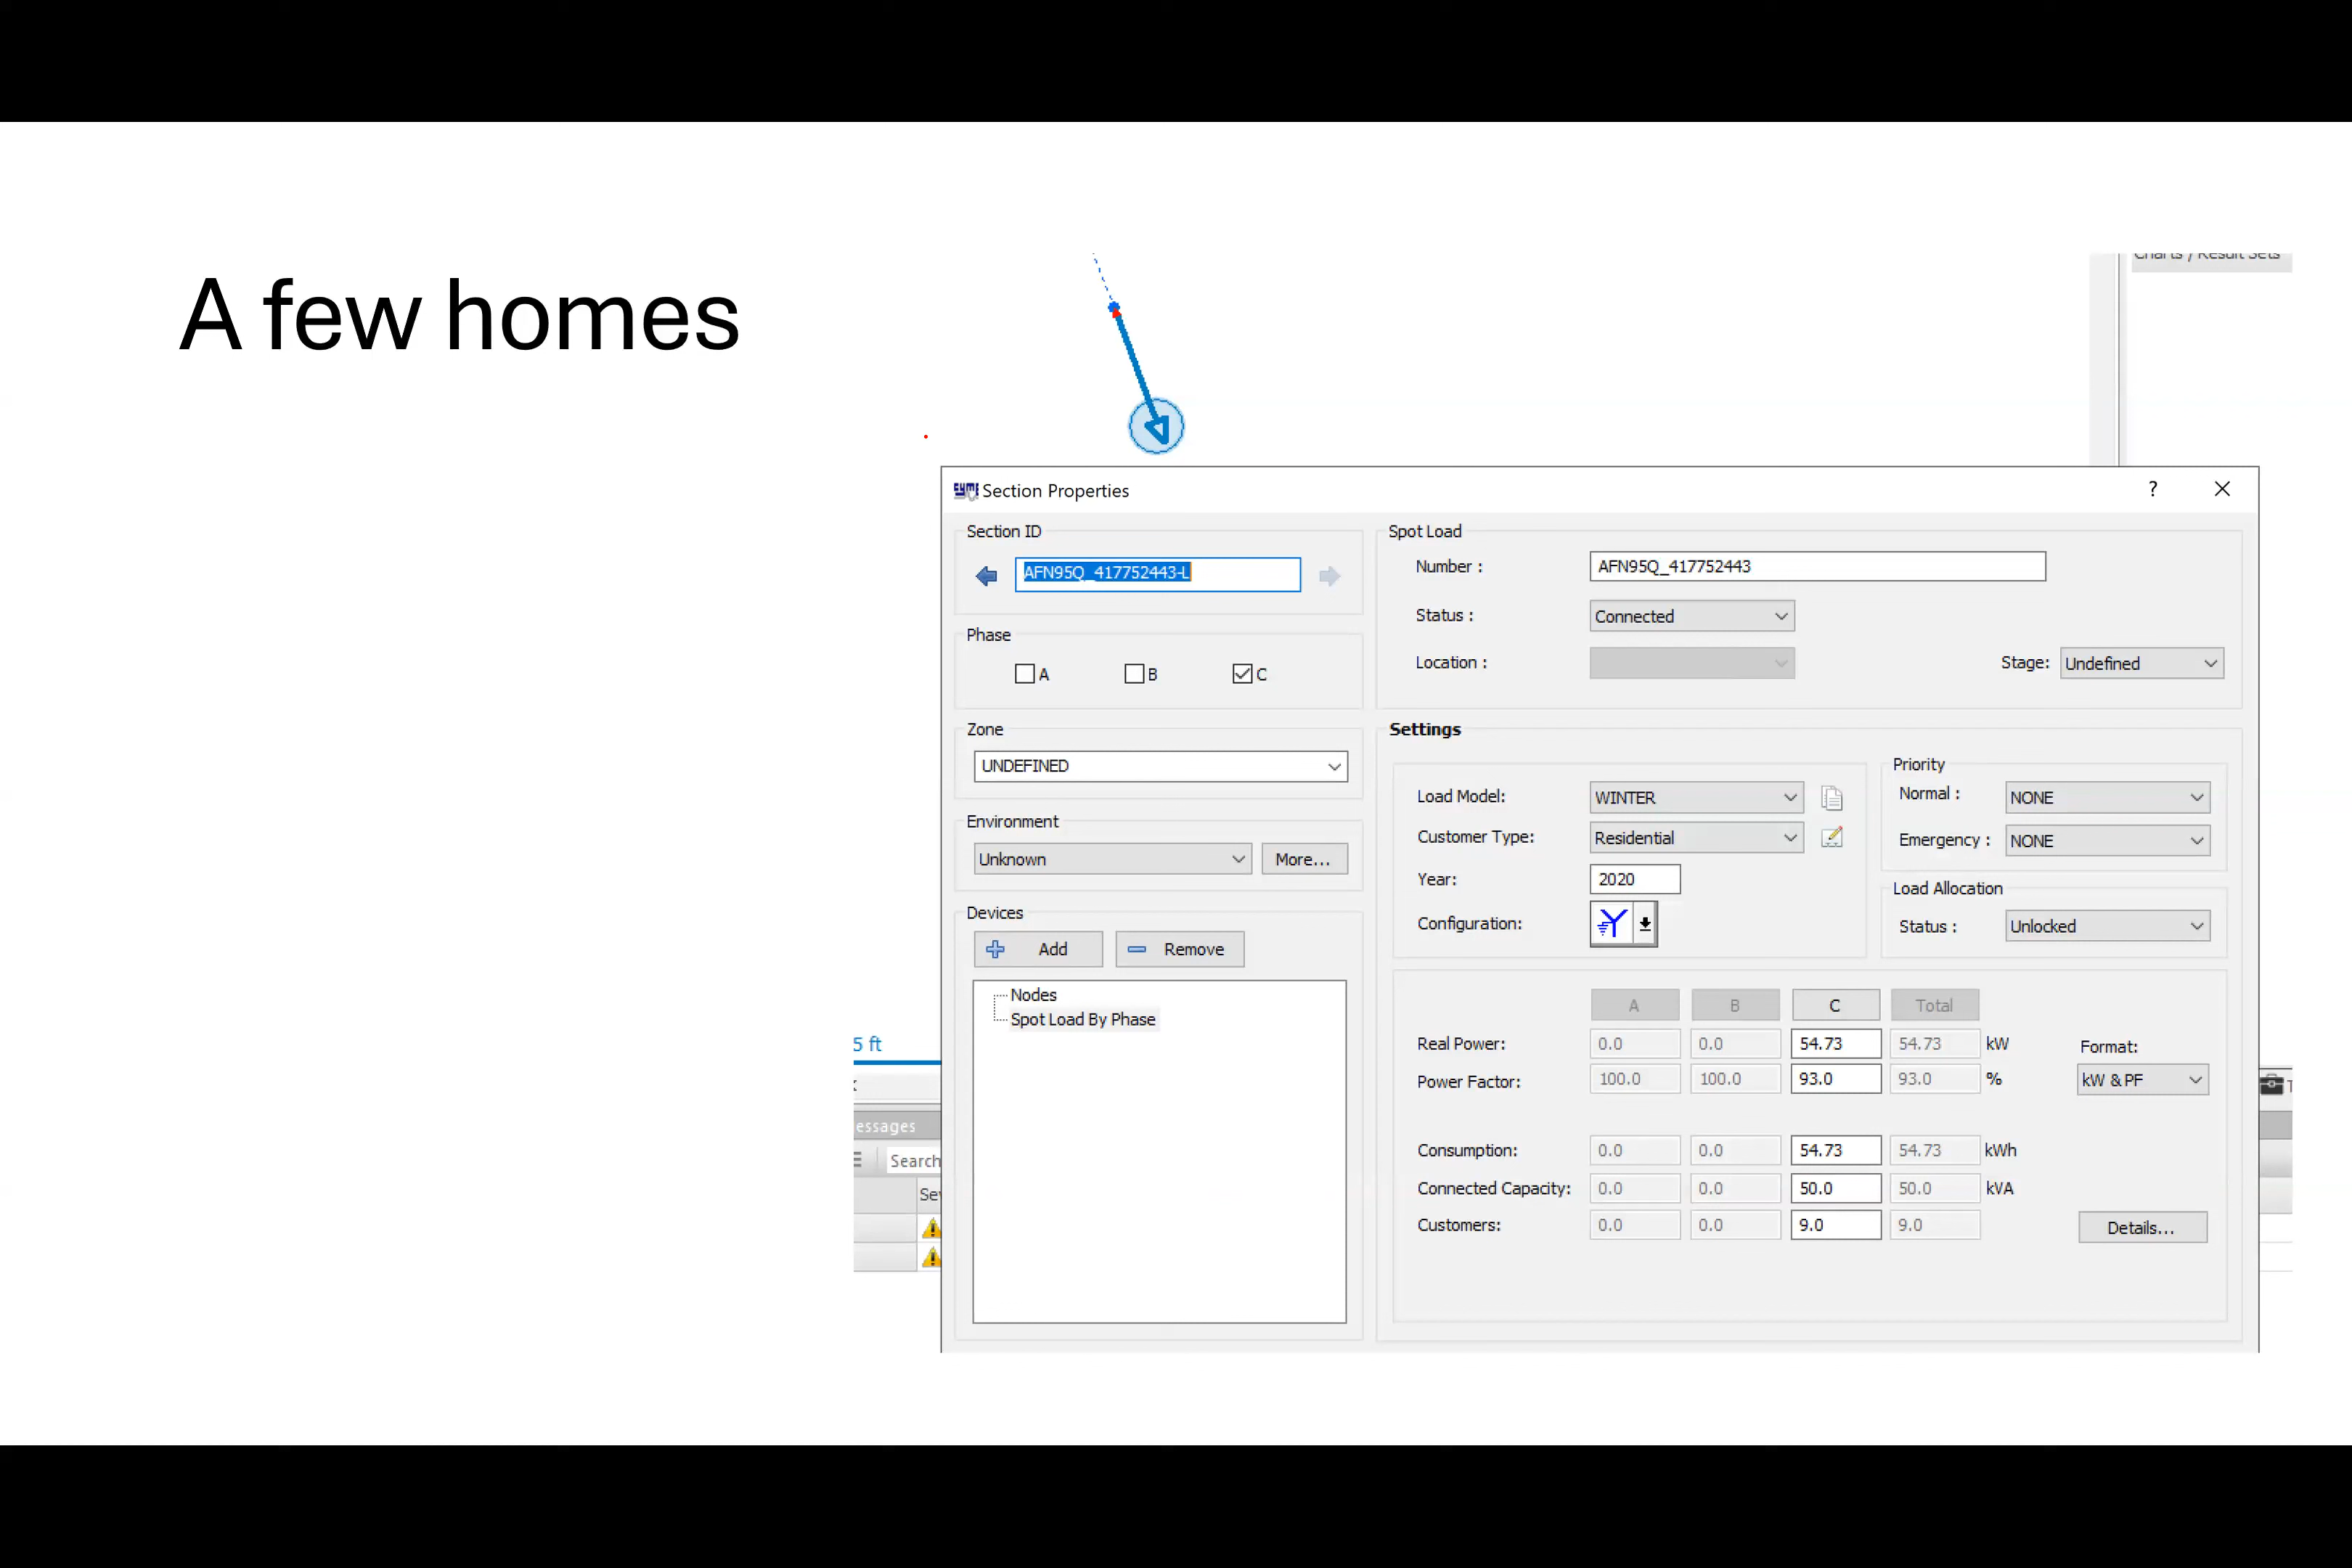 A few homes
Charts / Result Sets
CYME Section Properties ?
Section ID
AFN95Q_417752443-L
Phase
A B C
Zone
UNDEFINED
Environment
Unknown More...
Devices
Add Remove
Nodes
Spot Load By Phase
Spot Load
Number : AFN95Q_417752443
Status : Connected
Location : Stage: Undefined
Settings
Load Model: WINTER
Customer Type: Residential
Year: 2020
Configuration:
Priority
Normal : NONE
Emergency : NONE
Load Allocation
Status : Unlocked
A B C Total
Real Power: 0.0 0.0 54.73 54.73 kW
Power Factor: 100.0 100.0 93.0 93.0 %
Format:
kW & PF
Consumption: 0.0 0.0 54.73 54.73 kWh
Connected Capacity: 0.0 0.0 50.0 50.0 kVA
Customers: 0.0 0.0 9.0 9.0
Details...
5 ft
essages
Search
Sev